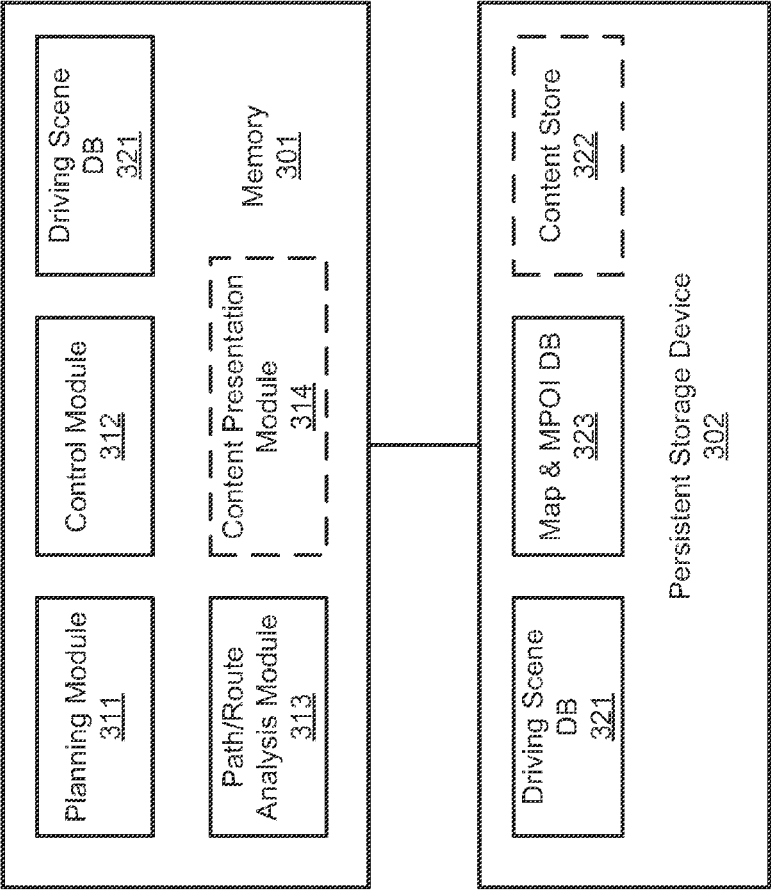 Planning Module
311
Control Module
312
Driving Scene
DB
321
Path/Route
Analysis Module
313
Content Presentation
Module
314
Memory
301
Driving Scene
DB
321
Map & MPOI DB
323
Content Store
322
Persistent Storage Device
302